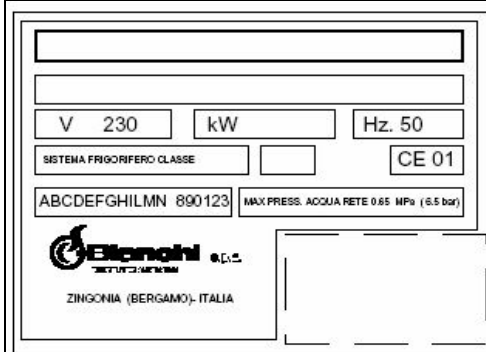 V 230 kW Hz. 50
SISTEMA FRIGORIFERO CLASSE CE 01
ABCDEFGHILMN 890123 MAX PRESS. ACQUA RETE 0.65 MPa (6.5 bar)
Bianchi s.p.a.
ZINGONIA (BERGAMO)- ITALIA